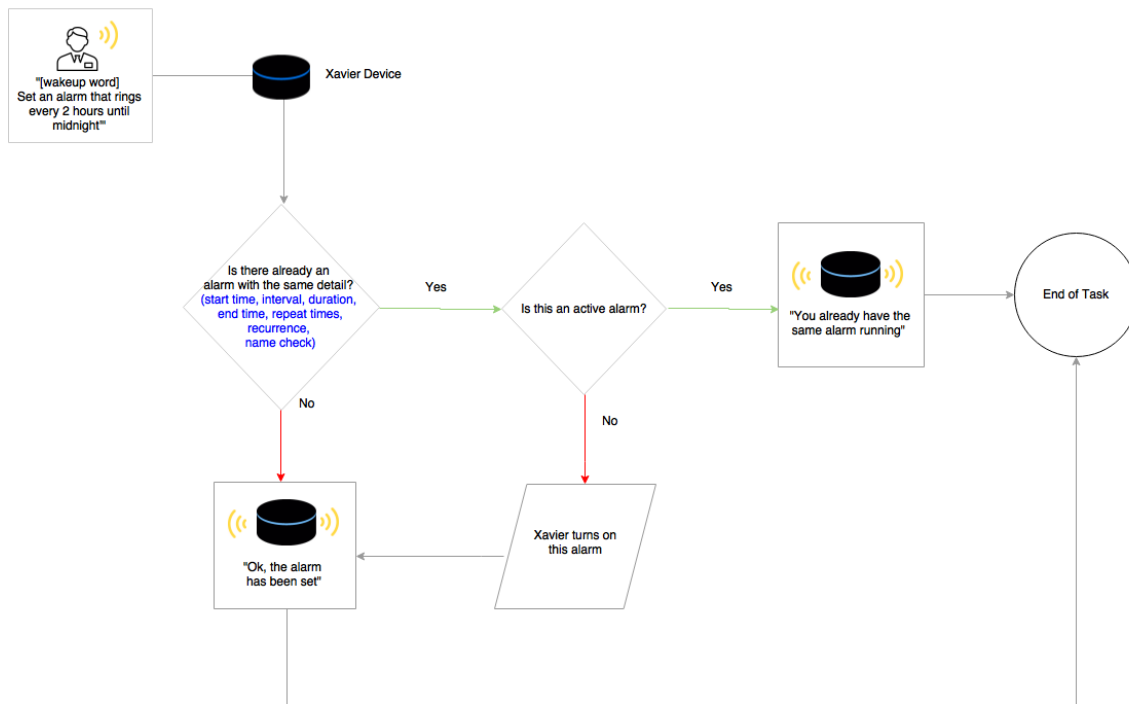 "[wakeup word]
Set an alarm that rings
every 2 hours until
midnight'"
Xavier Device
Is there already an
alarm with the same detail?
(start time, interval, duration,
end time, repeat times,
recurrence,
name check)
Yes
Is this an active alarm?
Yes
"You already have the
same alarm running"
End of Task
No
No
"Ok, the alarm
has been set"
Xavier turns on
this alarm